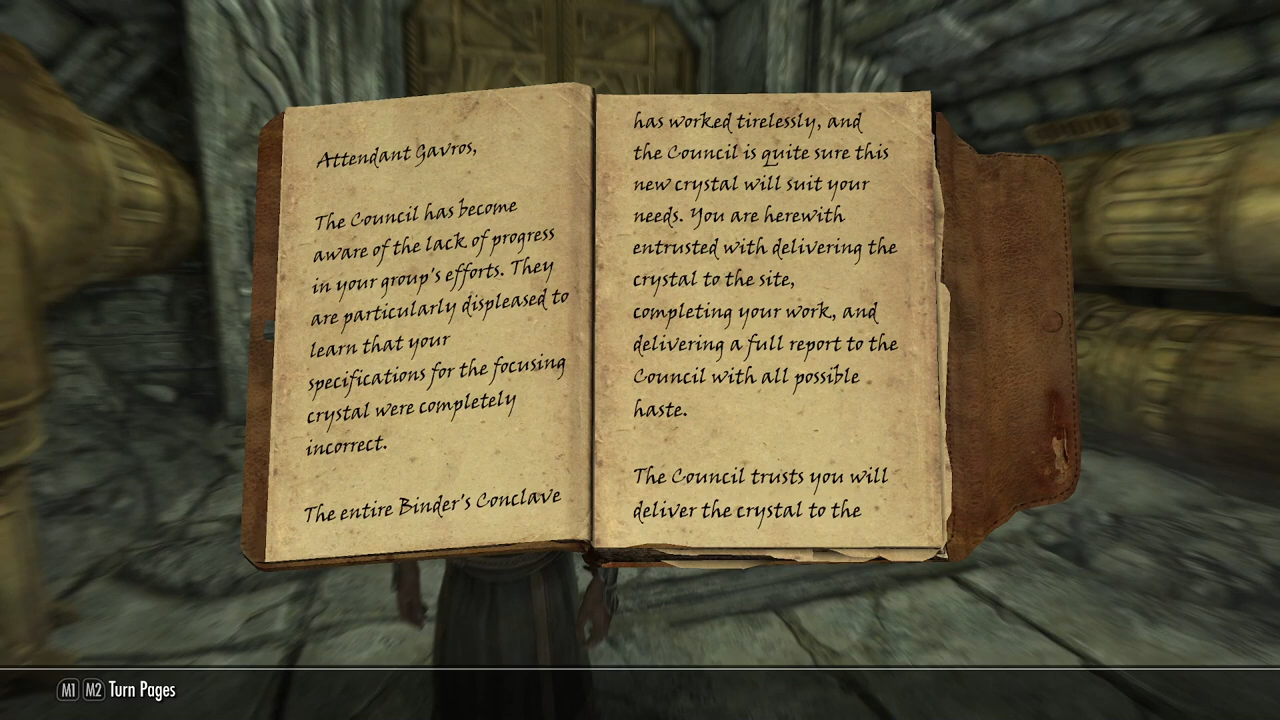 Attendant Gavros,
The Council has become
aware of the lack of progress
in your group's efforts. They
are particularly displeased to
learn that your
specifications for the focusing
crystal were completely
incorrect.
The entire Binder's Conclave
has worked tirelessly, and
the Council is quite sure this
new crystal will suit your
needs. You are herewith
entrusted with delivering the
crystal to the site,
completing your work, and
delivering a full report to the
Council with all possible
haste.
The Council trusts you will
deliver the crystal to the
M1 M2 Turn Pages